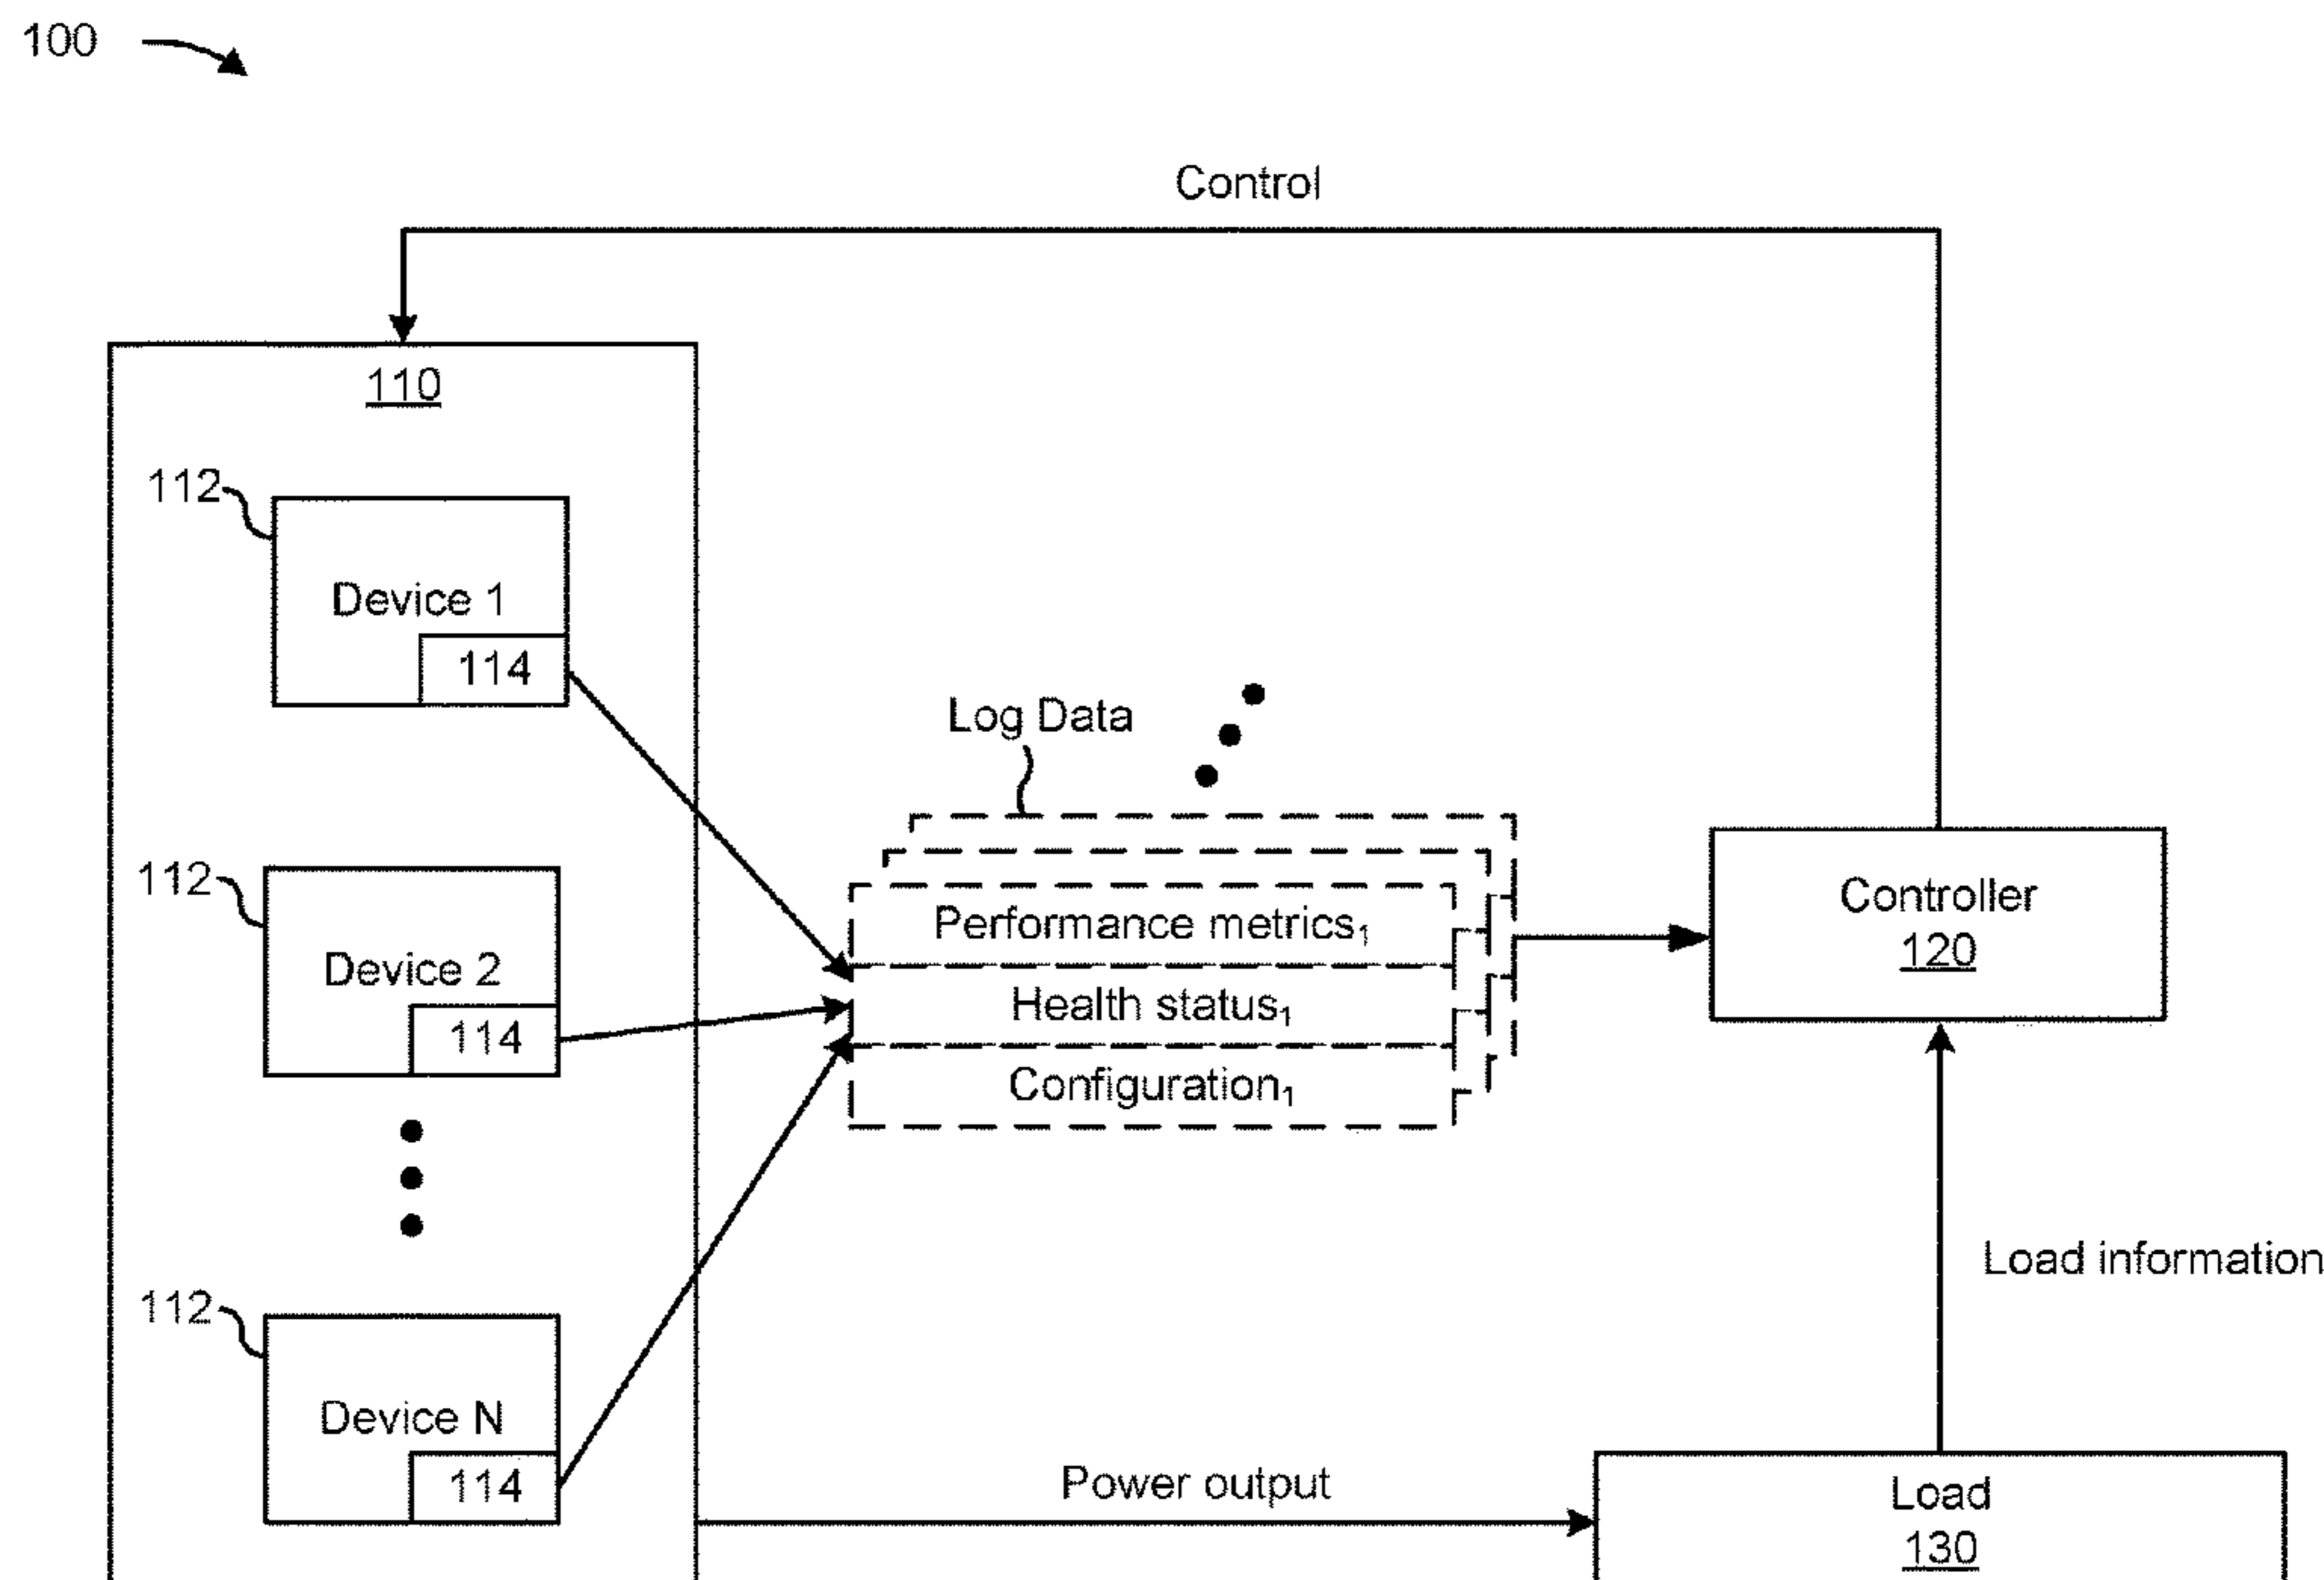 100
Control
110
112
Device 1
114
Log Data
112
Device 2
114
Performance metrics₁
Health status₁
Configuration₁
Controller
120
Load information
112
Device N
114
Power output
Load
130